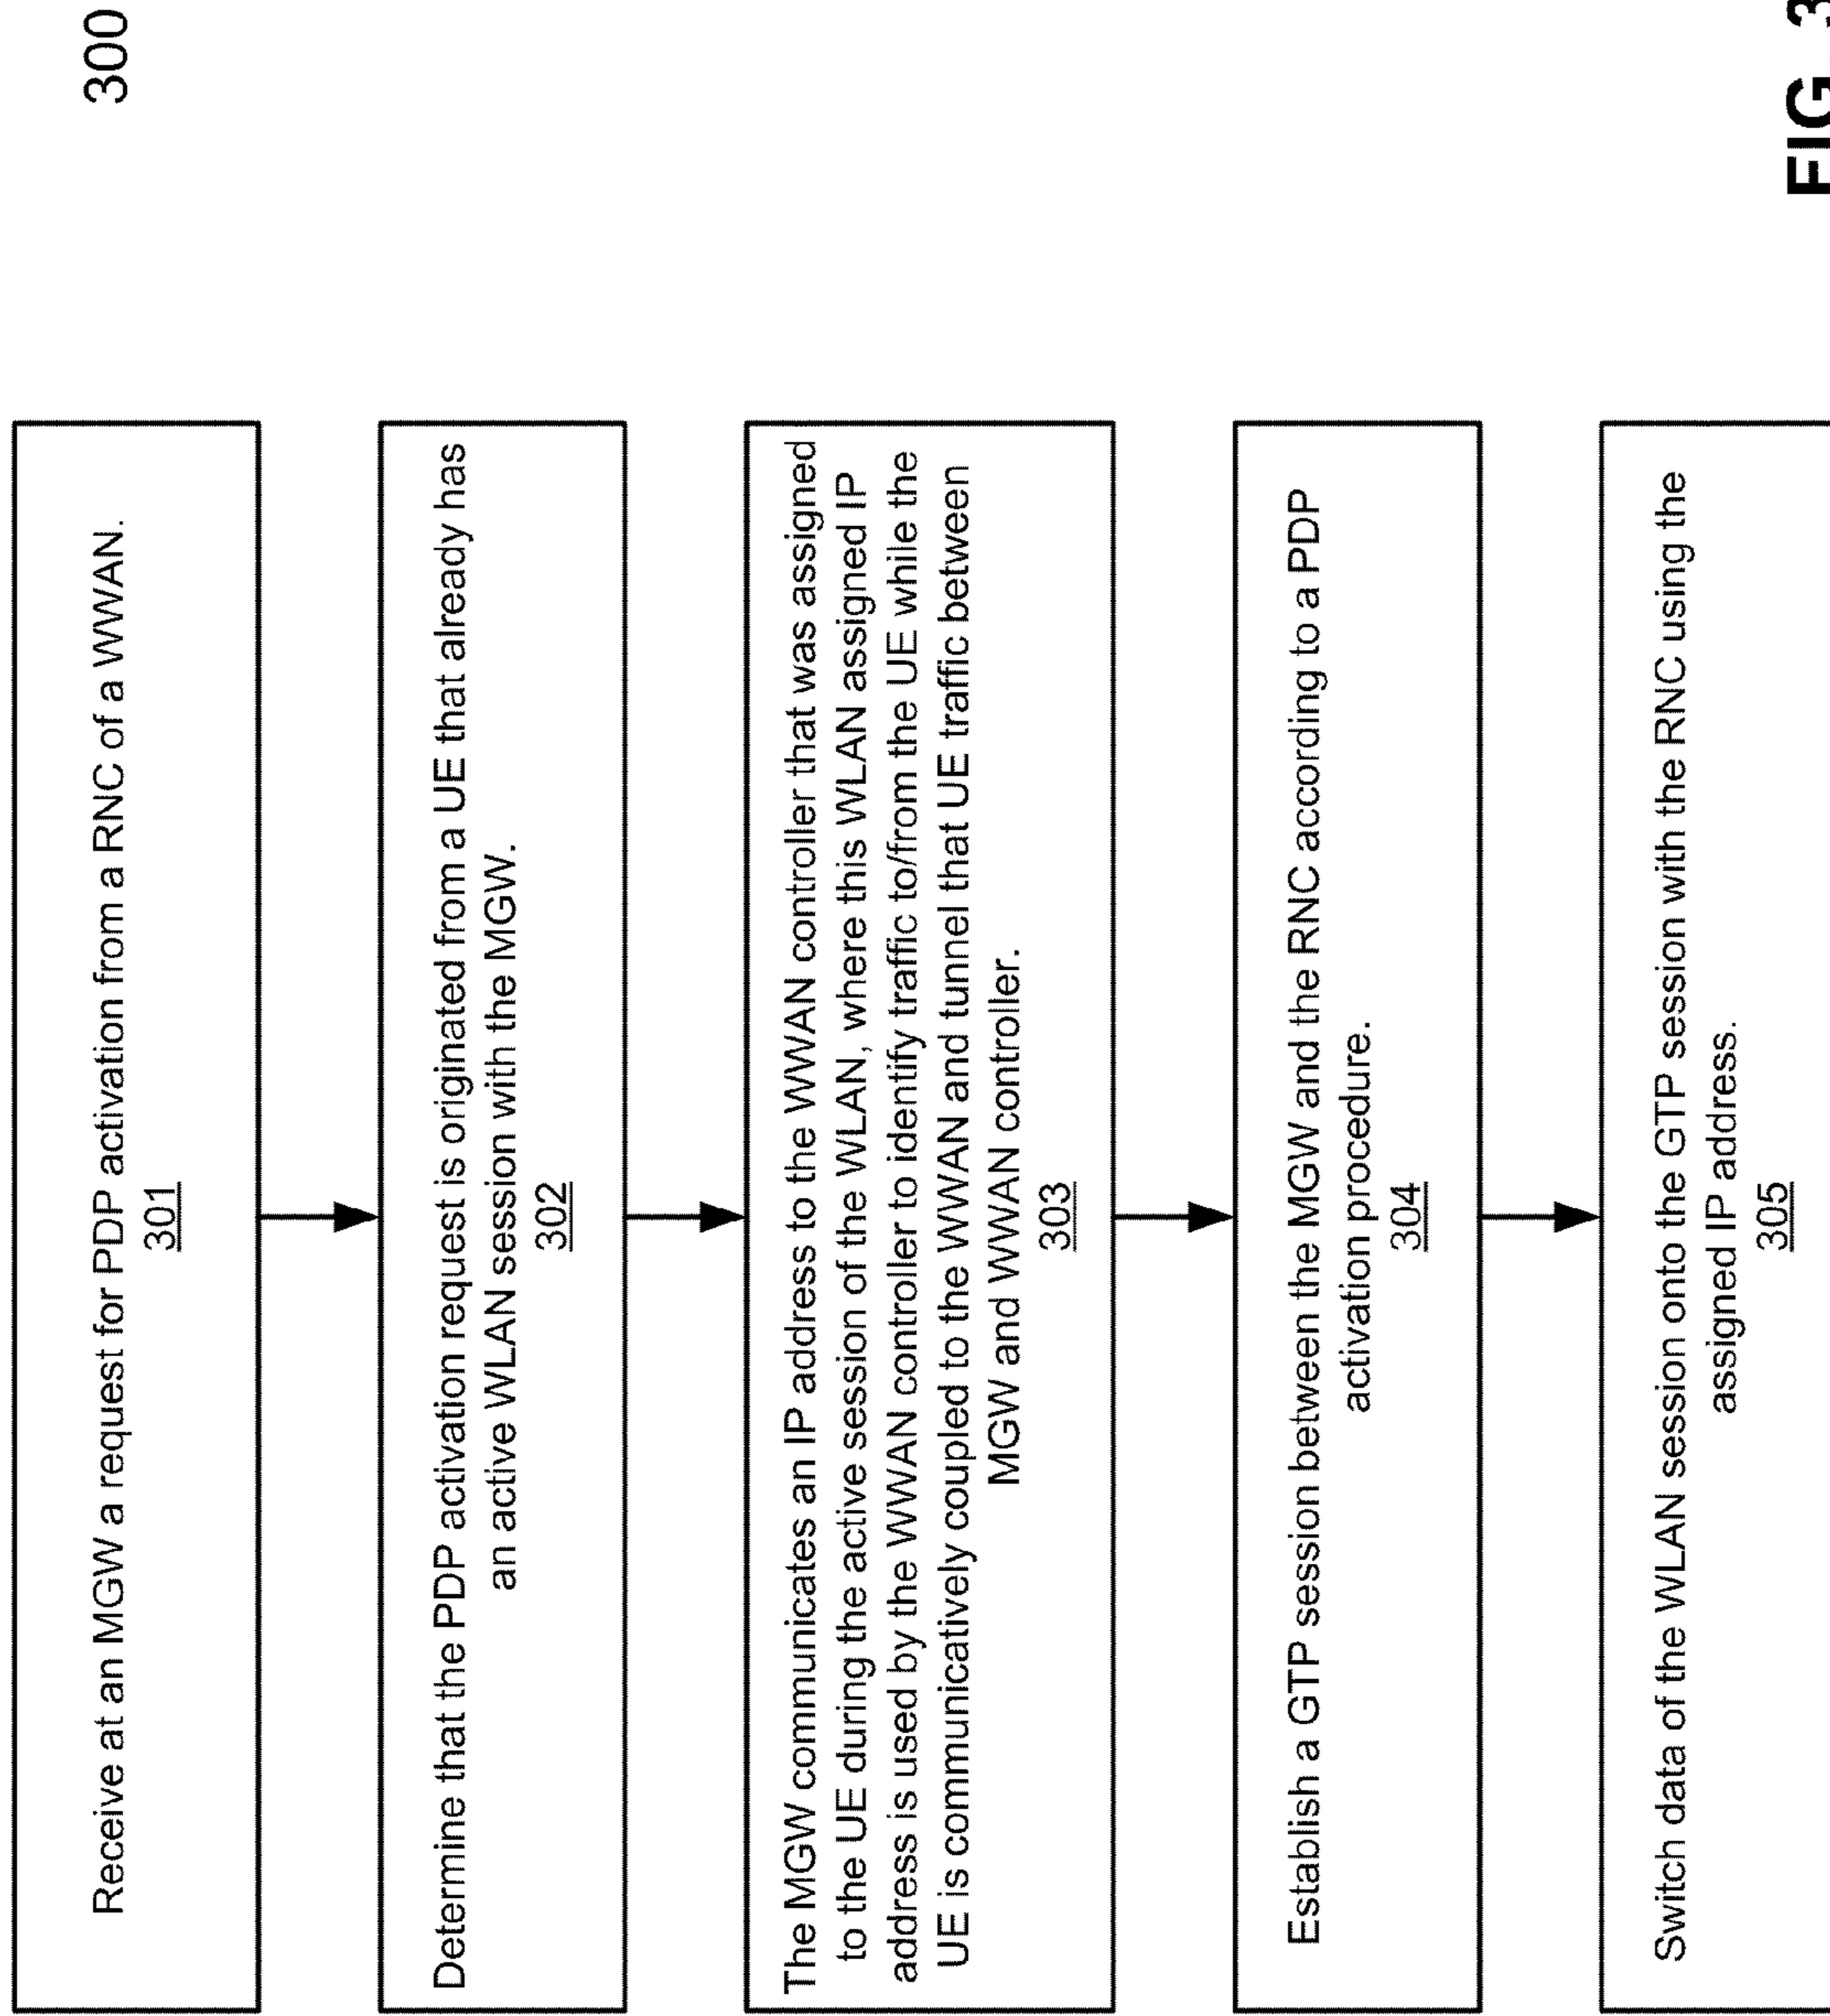 300
Receive at an MGW a request for PDP activation from a RNC of a WWAN.
301
Determine that the PDP activation request is originated from a UE that already has
an active WLAN session with the MGW.
302
The MGW communicates an IP address to the WWAN controller that was assigned
to the UE during the active session of the WLAN, where this WLAN assigned IP
address is used by the WWAN controller to identify traffic to/from the UE while the
UE is communicatively coupled to the WWAN and tunnel that UE traffic between
MGW and WWAN controller.
303
Establish a GTP session between the MGW and the RNC according to a PDP
activation procedure.
304
Switch data of the WLAN session onto the GTP session with the RNC using the
assigned IP address.
305
FIG. 3